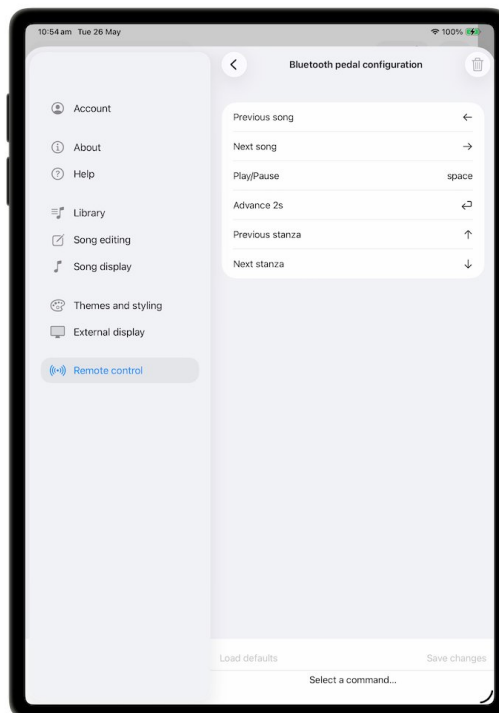 10:54 am Tue 26 May
100%
Bluetooth pedal configuration
Account
About
Help
Library
Song editing
Song display
Themes and styling
External display
Remote control
Previous song ←
Next song →
Play/Pause space
Advance 2s ↵
Previous stanza ↑
Next stanza ↓
Load defaults Save changes
Select a command...